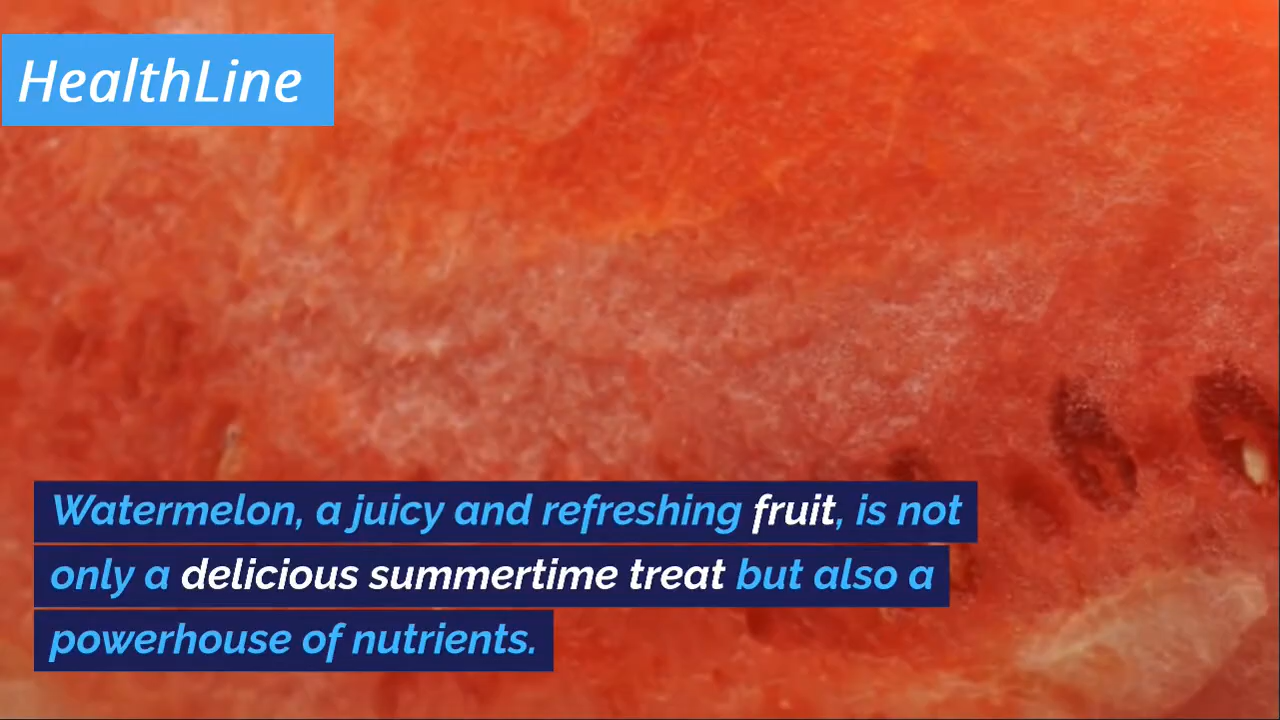 HealthLine
Watermelon, a juicy and refreshing fruit, is not
only a delicious summertime treat but also a
powerhouse of nutrients.